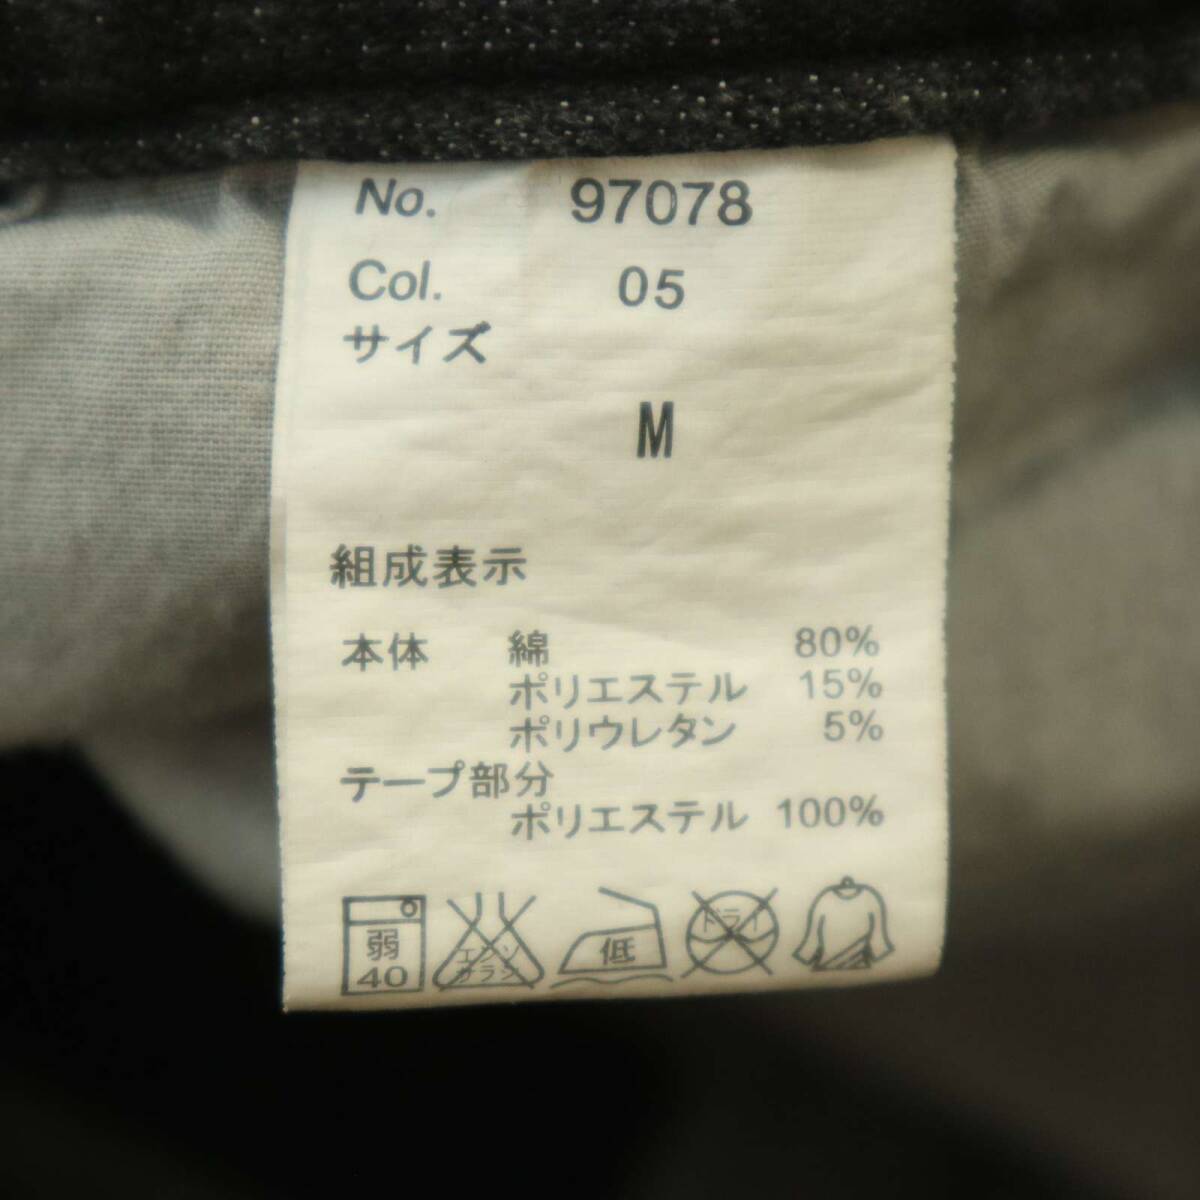 No. 97078
Col. 05
サイズ
M
組成表示
本体 綿 80%
ポリエステル 15%
ポリウレタン 5%
テープ部分
ポリエステル 100%
弱 40
エンソ サラシ
低
ドライ